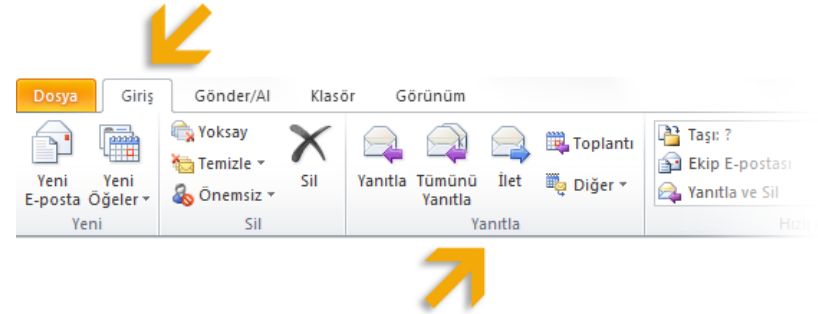 Dosya Giriş Gönder/Al Klasör Görünüm
Yeni E-posta
Yeni Öğeler
Yoksay
Temizle
Önemsiz
Sil
Yanıtla
Tümünü Yanıtla
İlet
Toplantı
Diğer
Taşı: ?
Ekip E-postası
Yanıtla ve Sil
Yeni Sil Yanıtla